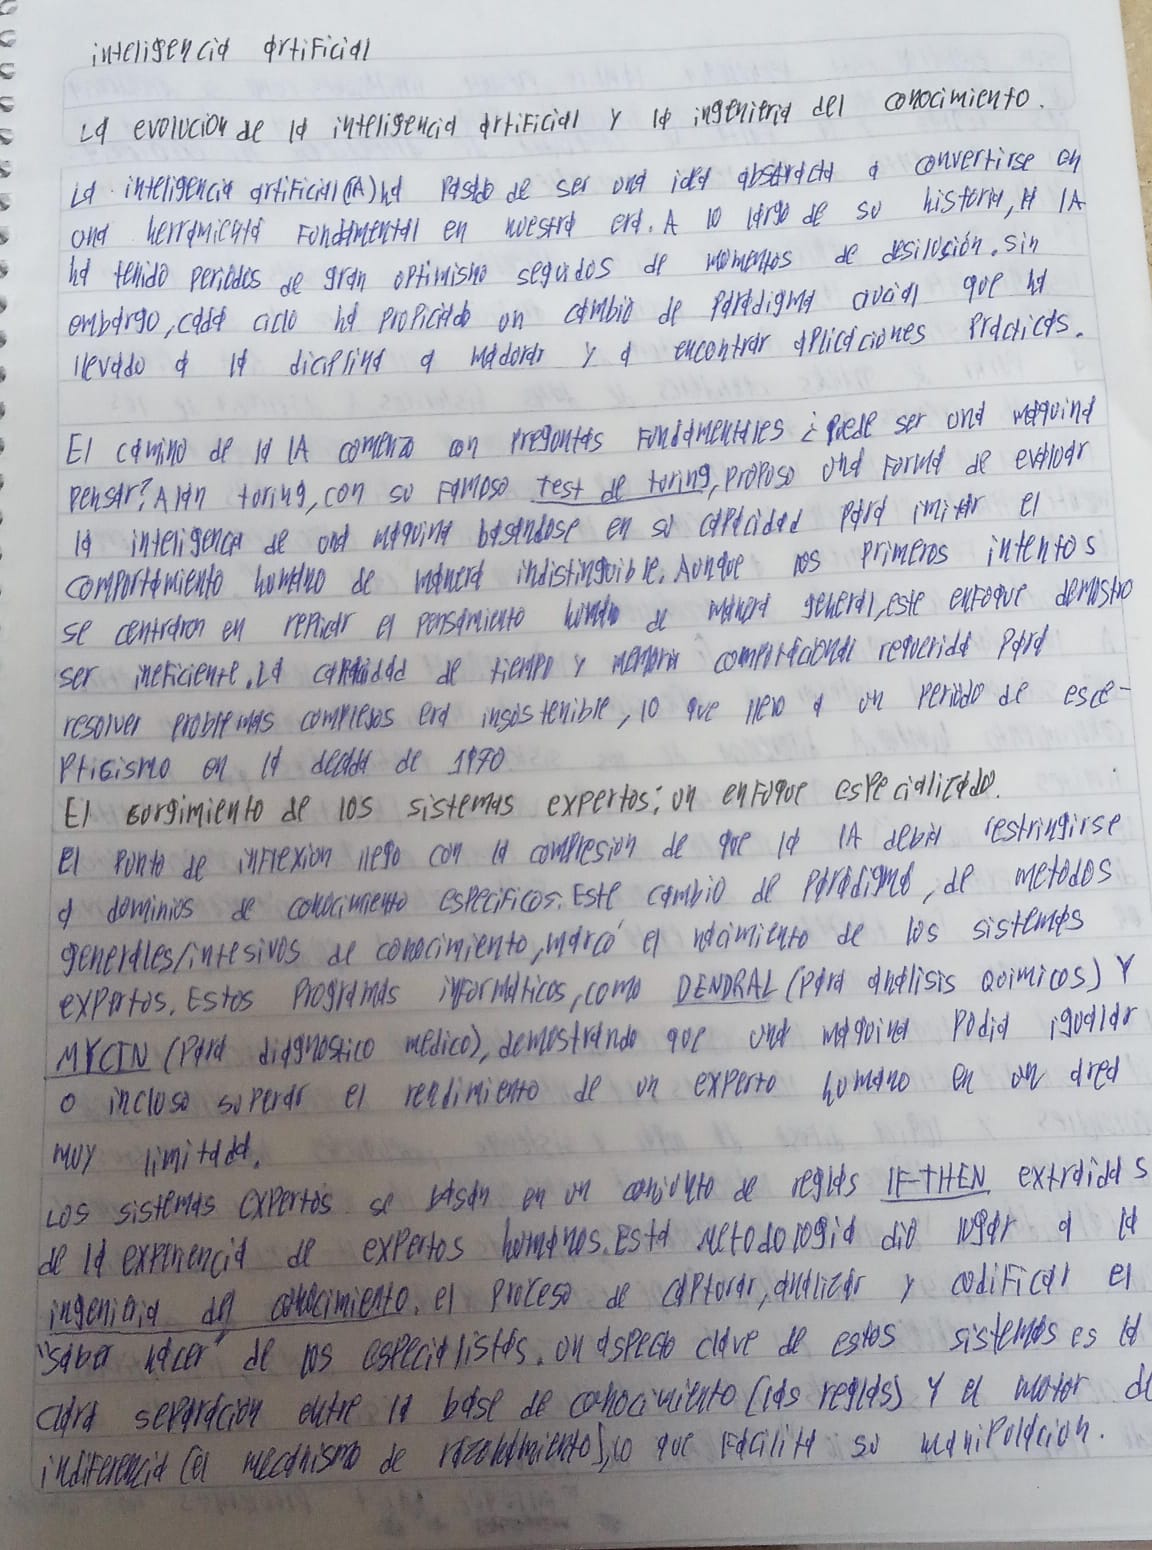 inteligencia artificial
La evolucion de la inteligencia artificial y la ingenieria del conocimiento.
La inteligencia artificial (IA) ha pasado de ser una idea abstracta a convertirse en
una herramienta fundamental en nuestra era. A lo largo de su historia, la IA
ha tenido periodos de gran optimismo seguidos de momentos de desilusión. Sin
embargo, cada ciclo ha propiciado un cambio de paradigma crucial que ha
llevado a la diciplina a madurar y a encontrar aplicaciones practicas.
El camino de la IA comenzo con preguntas fundamentales ¿puede ser una maquina
pensar? Alan turing, con su famoso test de turing, propuso una forma de evaluar
la inteligencia de una maquina basandose en su capacidad para imitar el
comportamiento humano de manera indistinguible. Aunque los primeros intentos
se centraron en replicar el pensamiento humano de manera general, este enfoque demostro
ser ineficiente. La cantidad de tiempo y memoria computacional requerida para
resolver problemas complejos era insostenible, lo que llevo a un periodo de esce-
pticismo en la decada de 1970
El sorgimiento de los sistemas expertos: un enfoque especializado.
El punto de inflexion llego con la compresion de que la IA debia restringirse
a dominios de conocimiento especificos. Este cambio de paradigma, de metodos
generales/intesivos de conocimiento, marcó el nacimiento de los sistemas
expertos. Estos programas informaticos, como DENDRAL (para analisis quimicos) y
MYCIN (para diagnostico medico), demostrando que una maquina podia igualar
o incluso superar el rendimiento de un experto humano en un area
muy limitada.
Los sistemas expertos se basan en un conjunto de reglas IF-THEN extraidas
de la experiencia de expertos humanos. Esta metodologia dio lugar a la
ingenieria del conocimiento, el proceso de capturar, analizar y codificar el
"saber hacer" de los especialistas. un aspecto clave de estos sistemas es la
clara separacion entre la base de conocimiento (las reglas) y el motor de
indiferencia (el mecanismo de razonamiento), lo que facilita su manipulacion.